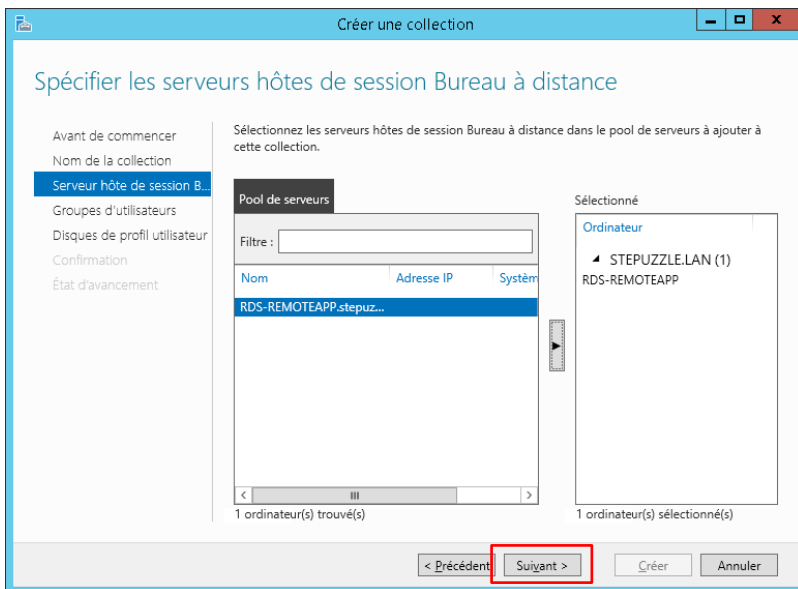 Créer une collection
Spécifier les serveurs hôtes de session Bureau à distance
Avant de commencer
Nom de la collection
Serveur hôte de session B...
Groupes d'utilisateurs
Disques de profil utilisateur
Confirmation
État d'avancement
Sélectionnez les serveurs hôtes de session Bureau à distance dans le pool de serveurs à ajouter à
cette collection.
Pool de serveurs
Filtre :
Nom Adresse IP Systèm
RDS-REMOTEAPP.stepuz...
1 ordinateur(s) trouvé(s)
Sélectionné
Ordinateur
STEPUZZLE.LAN (1)
RDS-REMOTEAPP
1 ordinateur(s) sélectionné(s)
< Précédent Suivant > Créer Annuler